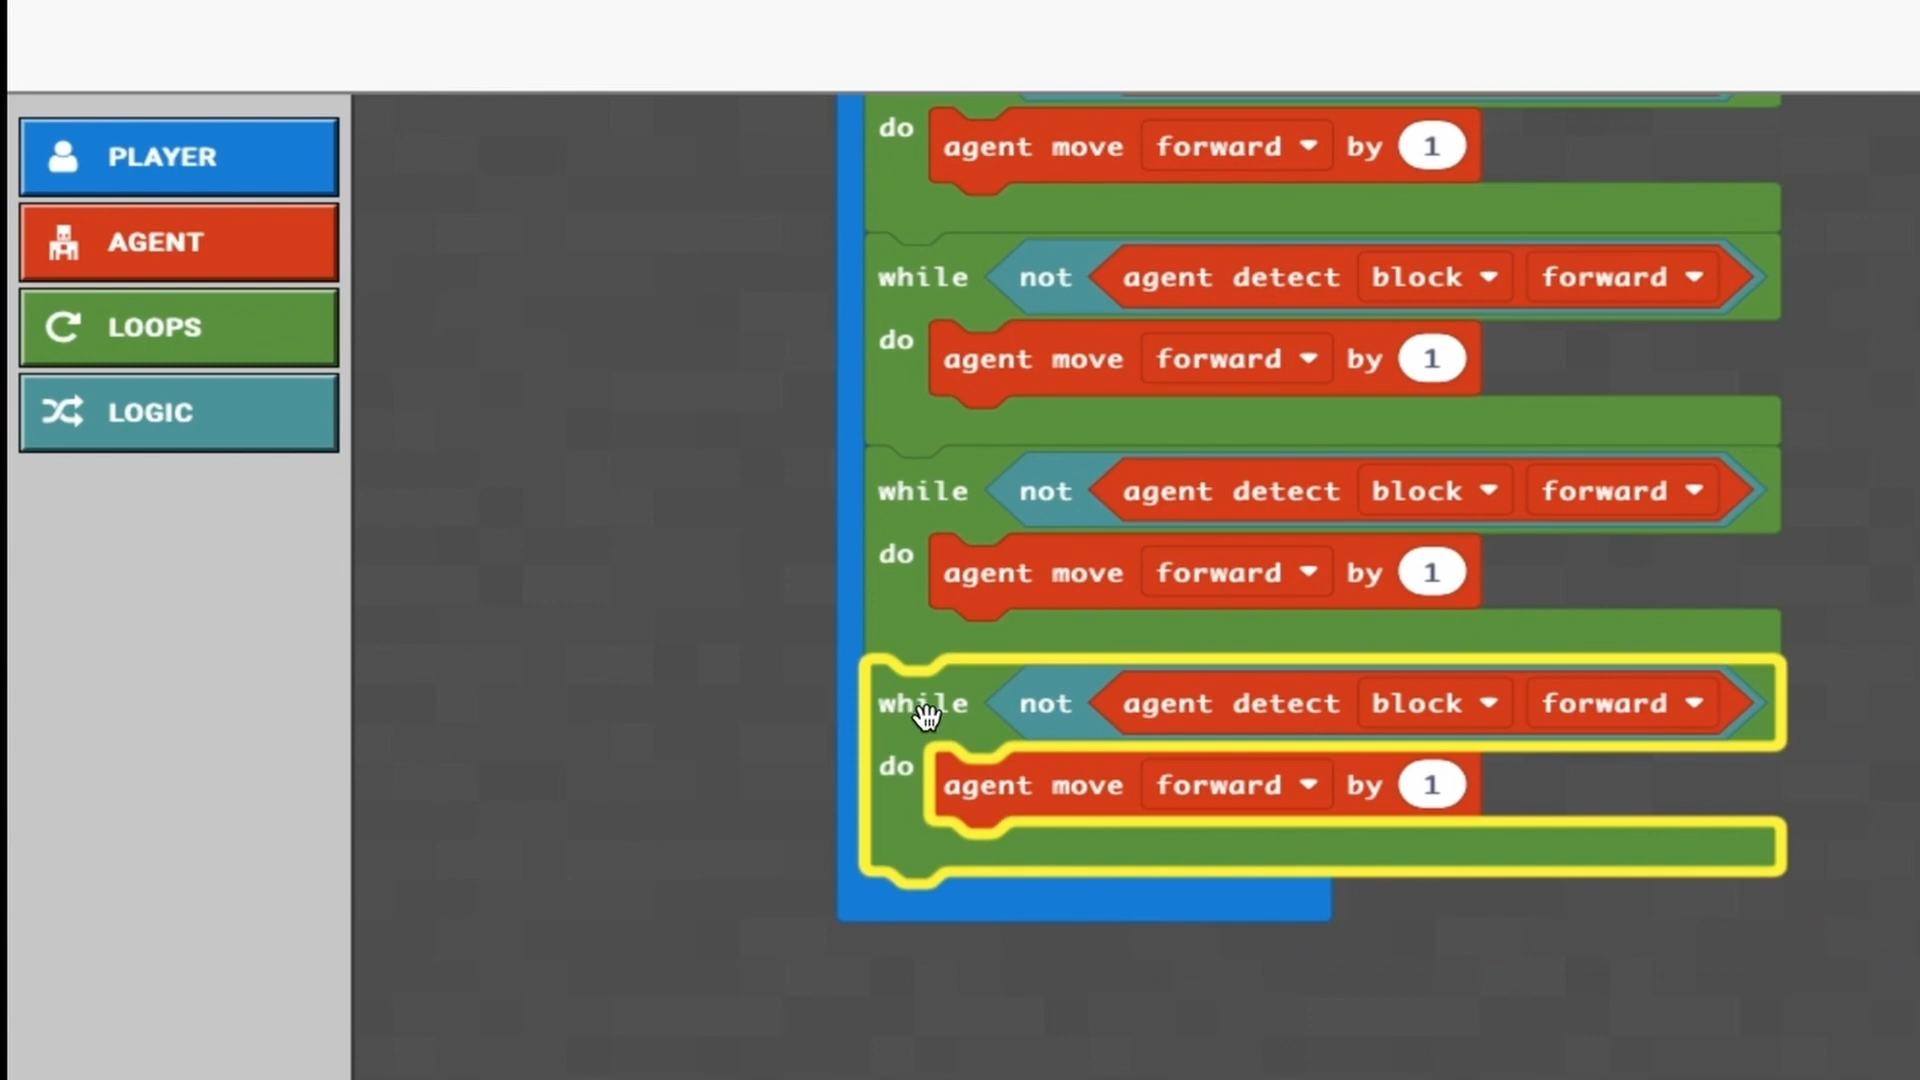 PLAYER
AGENT
LOOPS
LOGIC
do agent move forward by 1
while not agent detect block forward
do agent move forward by 1
while not agent detect block forward
do agent move forward by 1
while not agent detect block forward
do agent move forward by 1